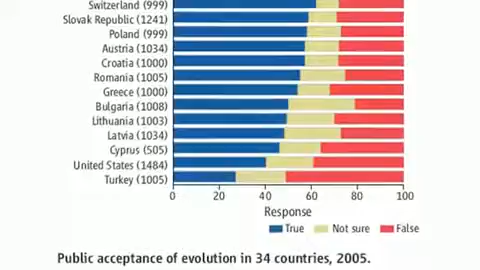 Switzerland (999)
Slovak Republic (1241)
Poland (999)
Austria (1034)
Croatia (1000)
Romania (1005)
Greece (1000)
Bulgaria (1008)
Lithuania (1003)
Latvia (1034)
Cyprus (505)
United States (1484)
Turkey (1005)
0 20 40 60 80 100
Response
True Not sure False
Public acceptance of evolution in 34 countries, 2005.